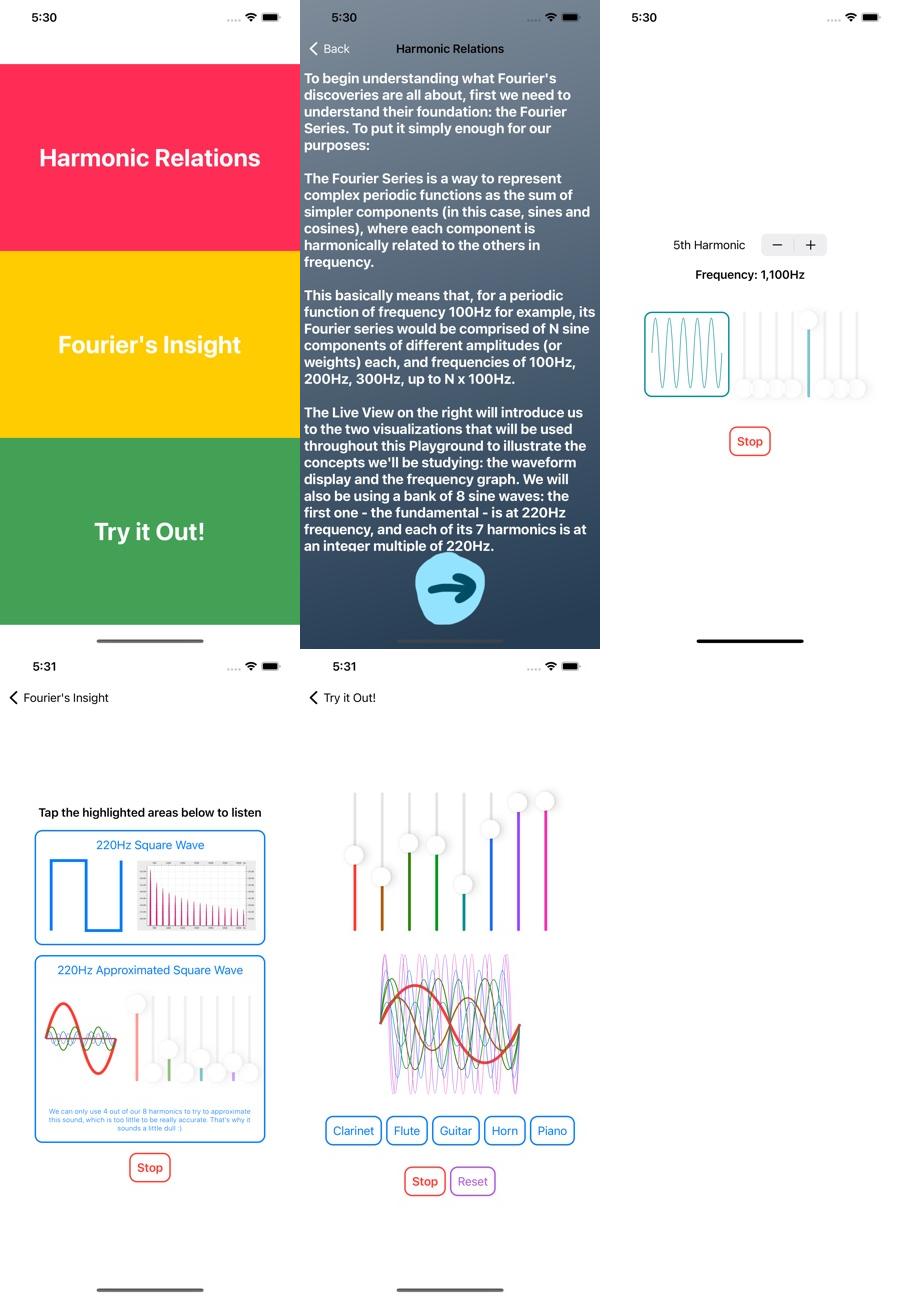 5:30
Harmonic Relations
Fourier's Insight
Try it Out!
5:30
Back
Harmonic Relations
To begin understanding what Fourier's
discoveries are all about, first we need to
understand their foundation: the Fourier
Series. To put it simply enough for our
purposes:
The Fourier Series is a way to represent
complex periodic functions as the sum of
simpler components (in this case, sines and
cosines), where each component is
harmonically related to the others in
frequency.
This basically means that, for a periodic
function of frequency 100Hz for example, its
Fourier series would be comprised of N sine
components of different amplitudes (or
weights) each, and frequencies of 100Hz,
200Hz, 300Hz, up to N x 100Hz.
The Live View on the right will introduce us
to the two visualizations that will be used
throughout this Playground to illustrate the
concepts we'll be studying: the waveform
display and the frequency graph. We will
also be using a bank of 8 sine waves: the
first one - the fundamental - is at 220Hz
frequency, and each of its 7 harmonics is at
an integer multiple of 220Hz.
5:30
5th Harmonic
Frequency: 1,100Hz
Stop
5:31
Fourier's Insight
Tap the highlighted areas below to listen
220Hz Square Wave
220Hz Approximated Square Wave
We can only use 4 out of our 8 harmonics to try to approximate
this sound, which is too little to be really accurate. That's why it
sounds a little dull :)
Stop
5:31
Try it Out!
Clarinet
Flute
Guitar
Horn
Piano
Stop
Reset